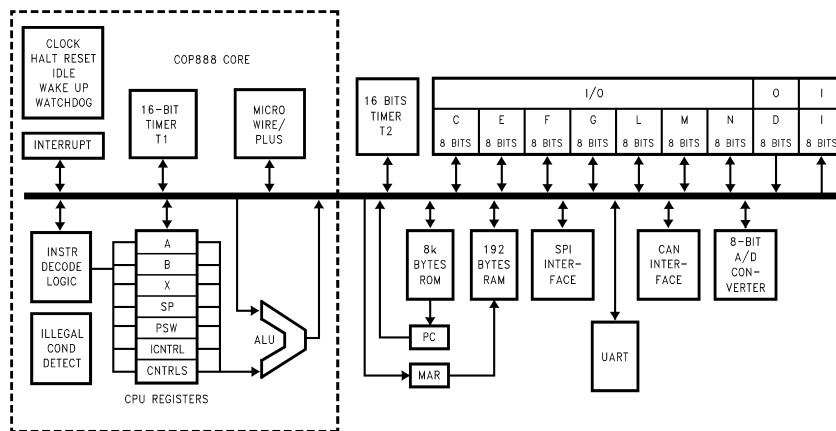 CLOCK
HALT RESET
IDLE
WAKE UP
WATCHDOG
COP888 CORE
INTERRUPT
16-BIT
TIMER
T1
MICRO
WIRE/
PLUS
16 BITS
TIMER
T2
I/O
O
I
C
E
F
G
L
M
N
D
I
8 BITS
8 BITS
8 BITS
8 BITS
8 BITS
8 BITS
8 BITS
8 BITS
8 BITS
INSTR
DECODE
LOGIC
A
B
X
SP
PSW
ICNTRL
CNTRLS
CPU REGISTERS
ILLEGAL
COND
DETECT
ALU
8k
BYTES
ROM
192
BYTES
RAM
SPI
INTER-
FACE
CAN
INTER-
FACE
8-BIT
A/D
CON-
VERTER
PC
MAR
UART